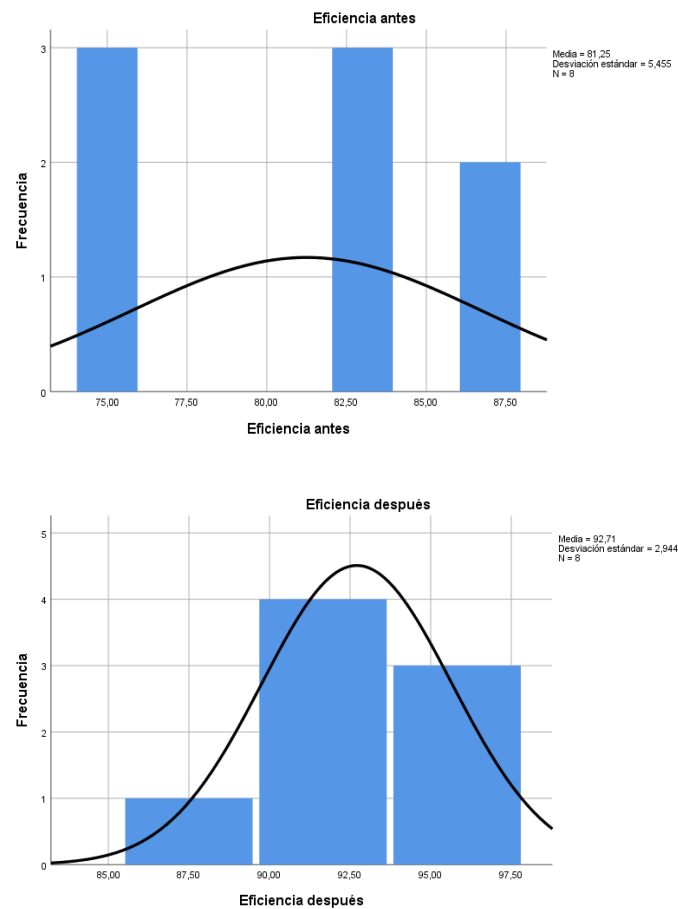 Eficiencia antes
Media = 81,25
Desviación estándar = 5,455
N = 8
Frecuencia
3
2
1
0
75,00 77,50 80,00 82,50 85,00 87,50
Eficiencia antes
Eficiencia después
Media = 92,71
Desviación estándar = 2,944
N = 8
Frecuencia
5
4
3
2
1
0
85,00 87,50 90,00 92,50 95,00 97,50
Eficiencia después